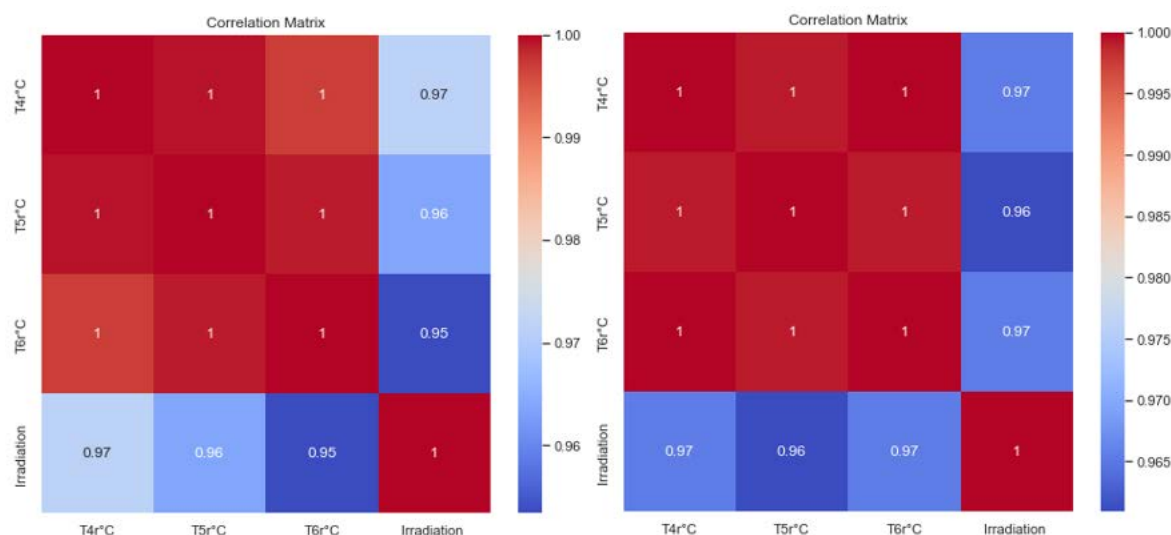 Correlation Matrix
T4r°C 1 1 1 0.97
T5r°C 1 1 1 0.96
T6r°C 1 1 1 0.95
Irradiation 0.97 0.96 0.95 1
T4r°C T5r°C T6r°C Irradiation
1.00
0.99
0.98
0.97
0.96
Correlation Matrix
T4r°C 1 1 1 0.97
T5r°C 1 1 1 0.96
T6r°C 1 1 1 0.97
Irradiation 0.97 0.96 0.97 1
T4r°C T5r°C T6r°C Irradiation
1.000
0.995
0.990
0.985
0.980
0.975
0.970
0.965